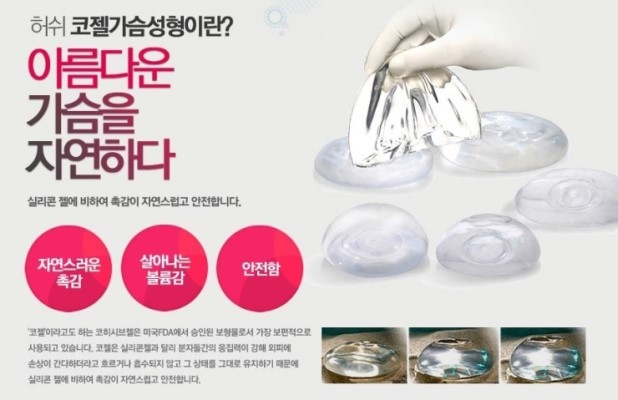 허쉬 코젤가슴성형이란?
아름다운
가슴을
자연하다
실리콘 젤에 비하여 촉감이 자연스럽고 안전합니다.
자연스러운
촉감
살아나는
볼륨감
안전함
'코젤'이라고도 하는 코히시브젤은 미국FDA에서 승인된 보형물로서 가장 보편적으로
사용되고 있습니다. 코젤은 실리콘젤과 달리 분자들간의 응집력이 강해 외피에
손상이 간다하더라고 흐르거나 흡수되지 않고 그 상태를 그대로 유지하기 때문에
실리콘 젤에 비하여 촉감이 자연스럽고 안전합니다.